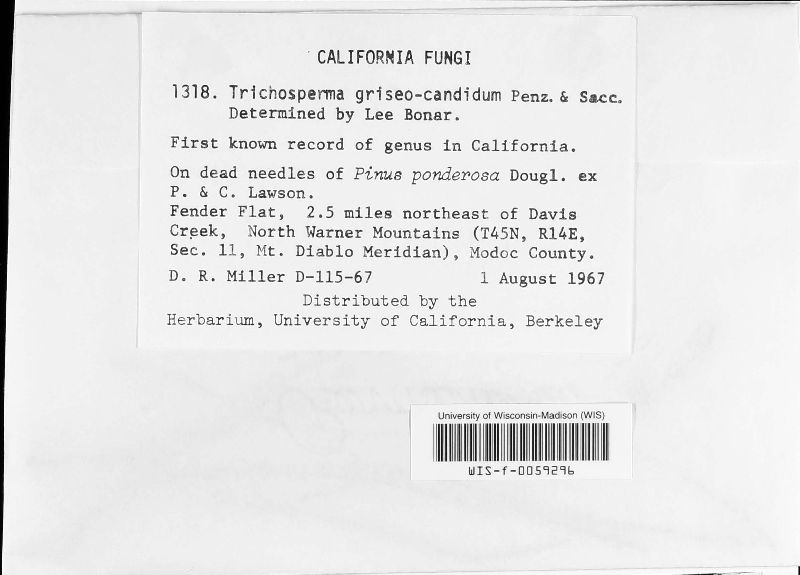 CALIFORNIA FUNGI
1318. Trichosperma griseo-candidum Penz. & Sacc.
Determined by Lee Bonar.
First known record of genus in California.
On dead needles of Pinus ponderosa Dougl. ex
P. & C. Lawson.
Fender Flat, 2.5 miles northeast of Davis
Creek, North Warner Mountains (T45N, R14E,
Sec. 11, Mt. Diablo Meridian), Modoc County.
D. R. Miller D-115-67 1 August 1967
Distributed by the
Herbarium, University of California, Berkeley
University of Wisconsin-Madison (WIS)
WIS-f-0059296